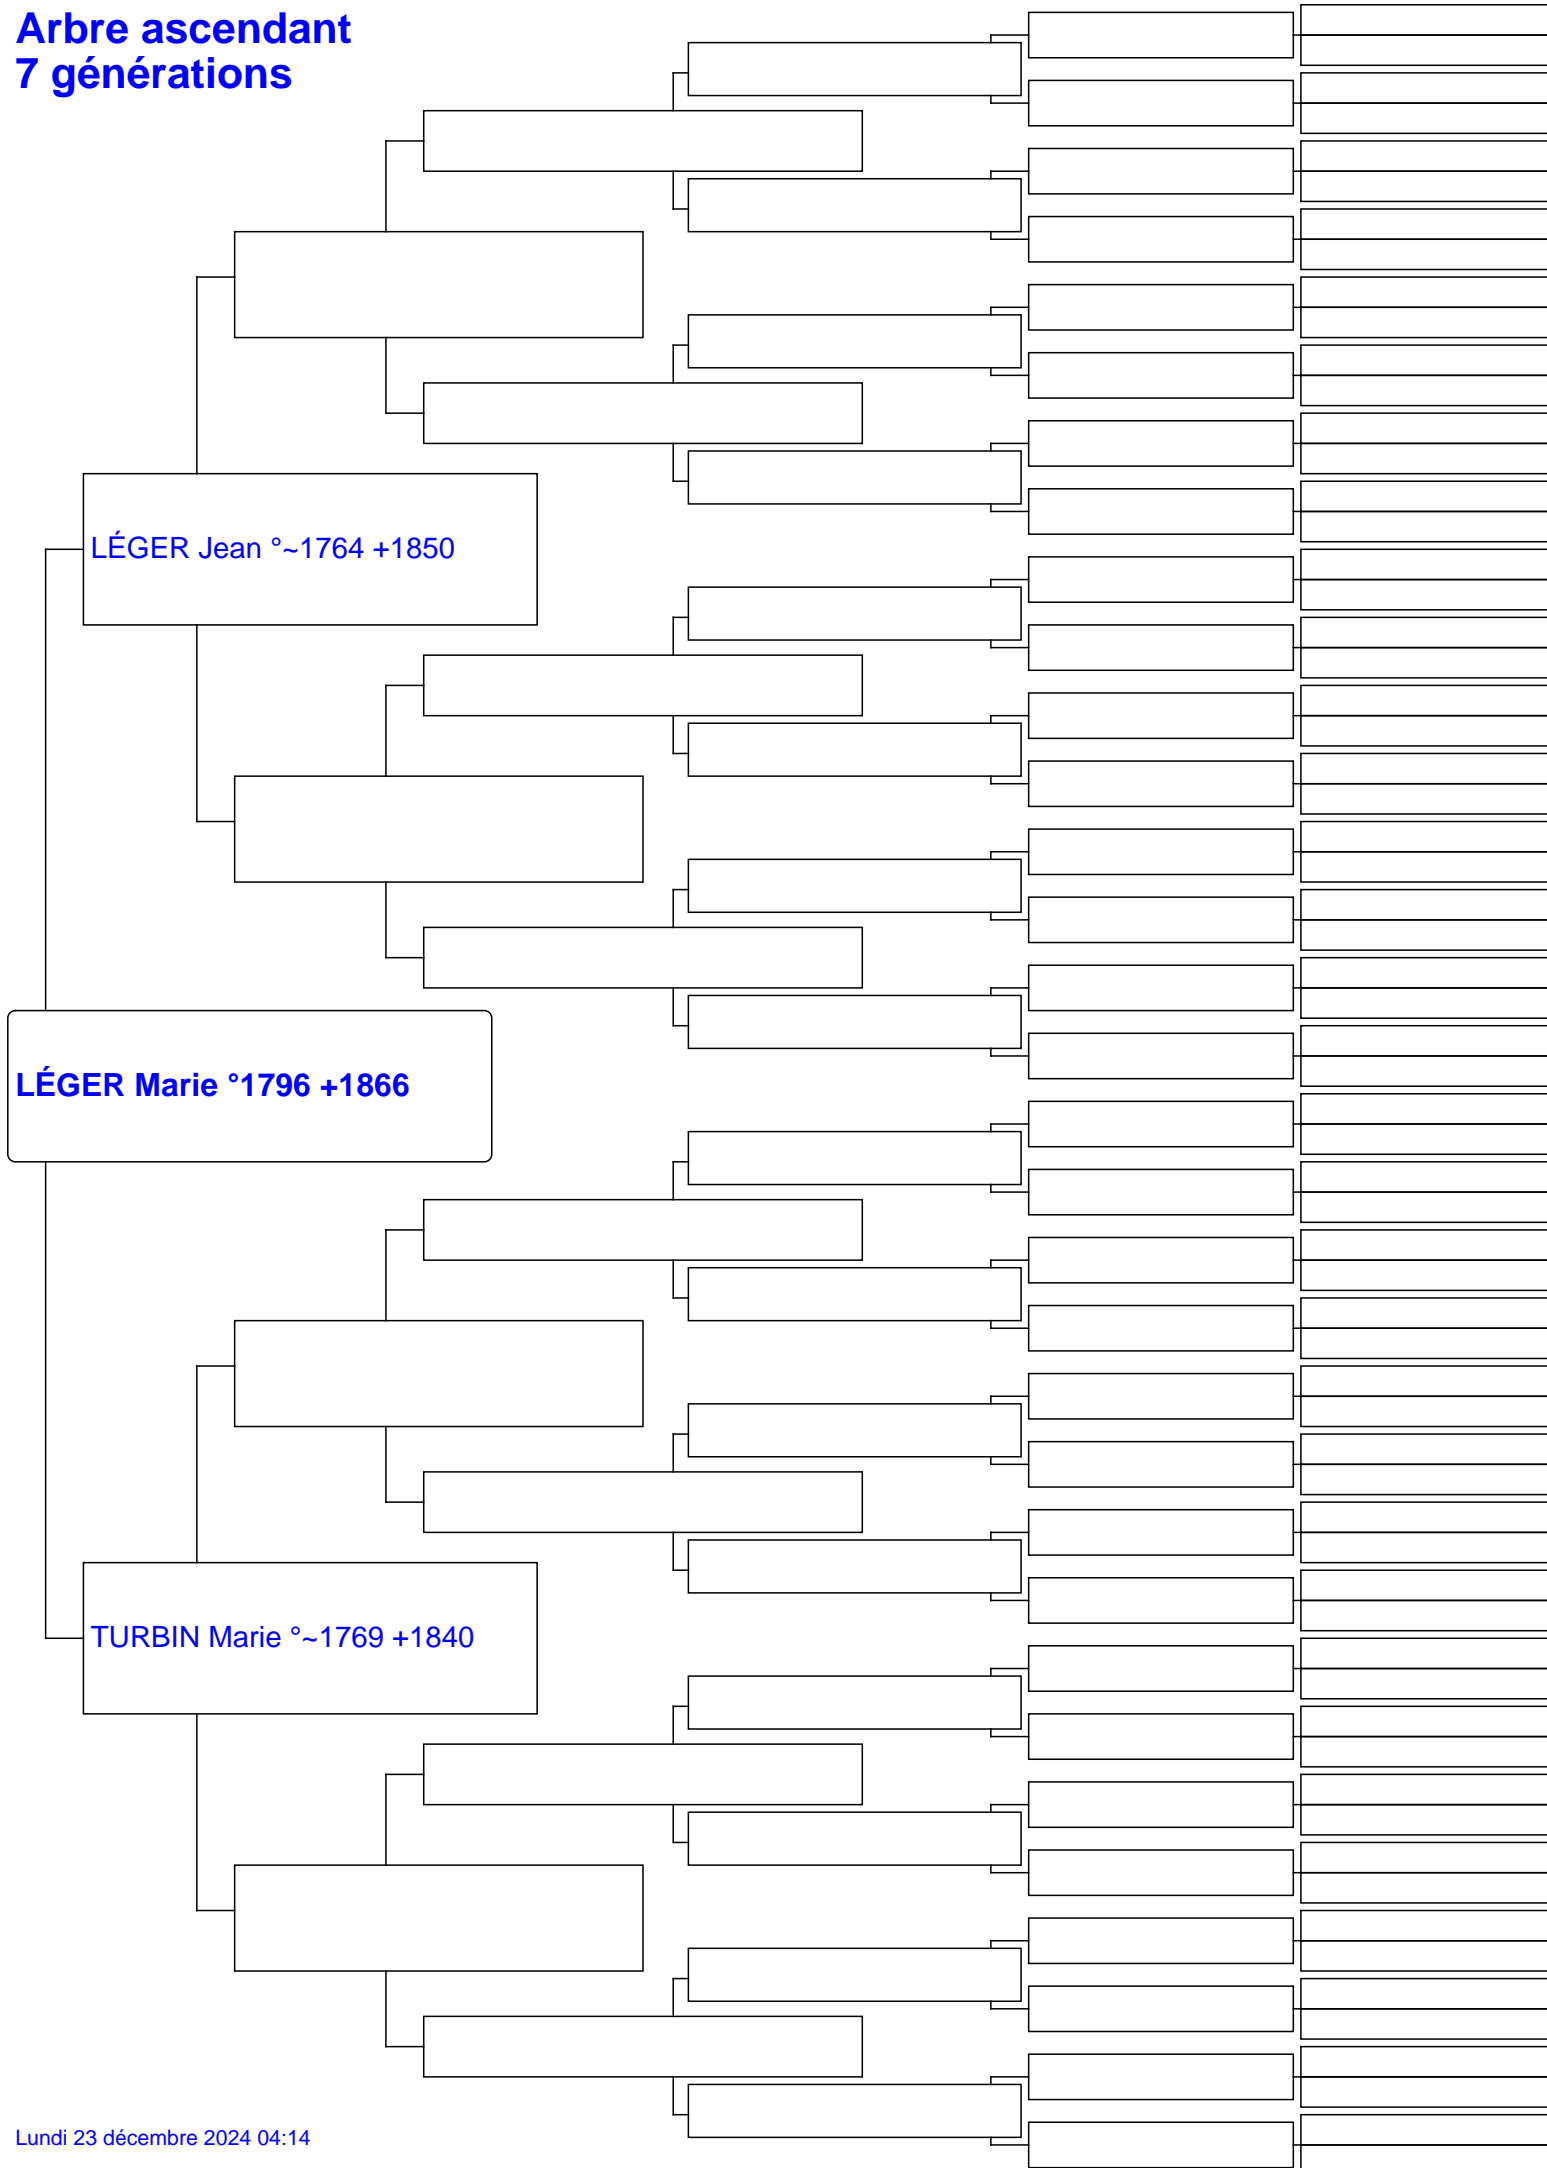 Arbre ascendant
7 générations
LÉGER Jean °~1764 +1850
LÉGER Marie °1796 +1866
TURBIN Marie °~1769 +1840
Lundi 23 décembre 2024 04:14